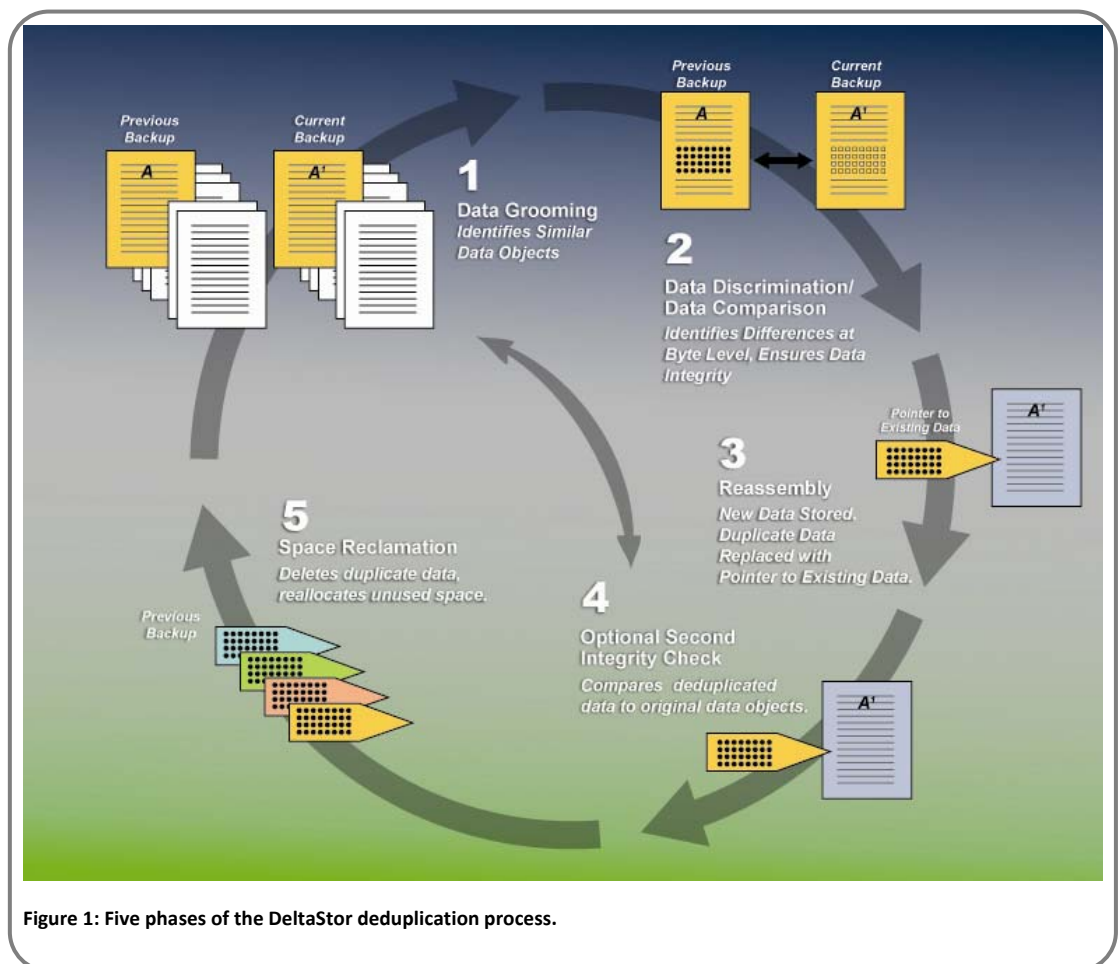 Previous
Backup
A
Current
Backup
A¹
1
Data Grooming
Identifies Similar
Data Objects
Previous
Backup
A
Current
Backup
A¹
2
Data Discrimination/
Data Comparison
Identifies Differences at
Byte Level, Ensures Data
Integrity
Pointer to
Existing Data
A¹
3
Reassembly
New Data Stored,
Duplicate Data
Replaced with
Pointer to Existing Data.
4
Optional Second
Integrity Check
Compares deduplicated
data to original data objects.
A¹
5
Space Reclamation
Deletes duplicate data,
reallocates unused space.
Previous
Backup
Figure 1: Five phases of the DeltaStor deduplication process.